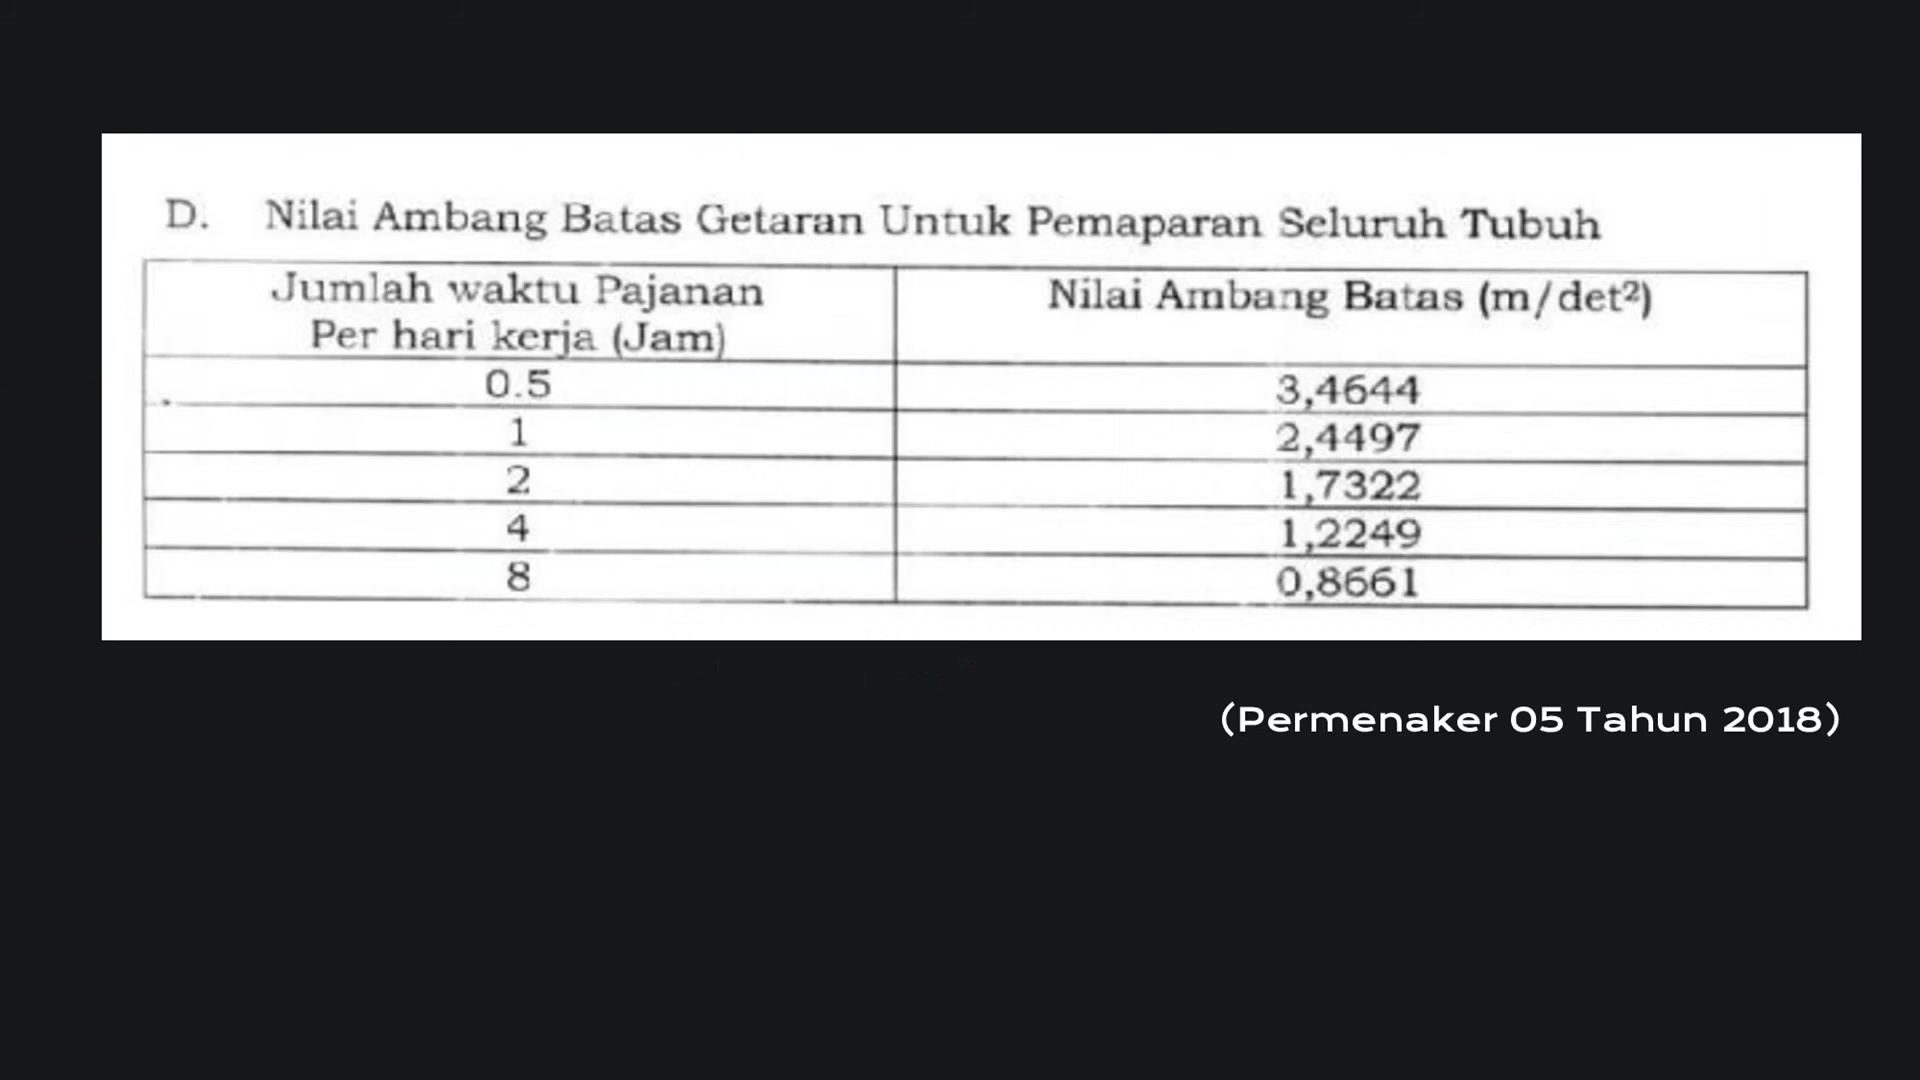 D. Nilai Ambang Batas Getaran Untuk Pemaparan Seluruh Tubuh
Jumlah waktu Pajanan Per hari kerja (Jam) Nilai Ambang Batas (m/det²)
0.5 3,4644
1 2,4497
2 1,7322
4 1,2249
8 0,8661
(Permenaker 05 Tahun 2018)